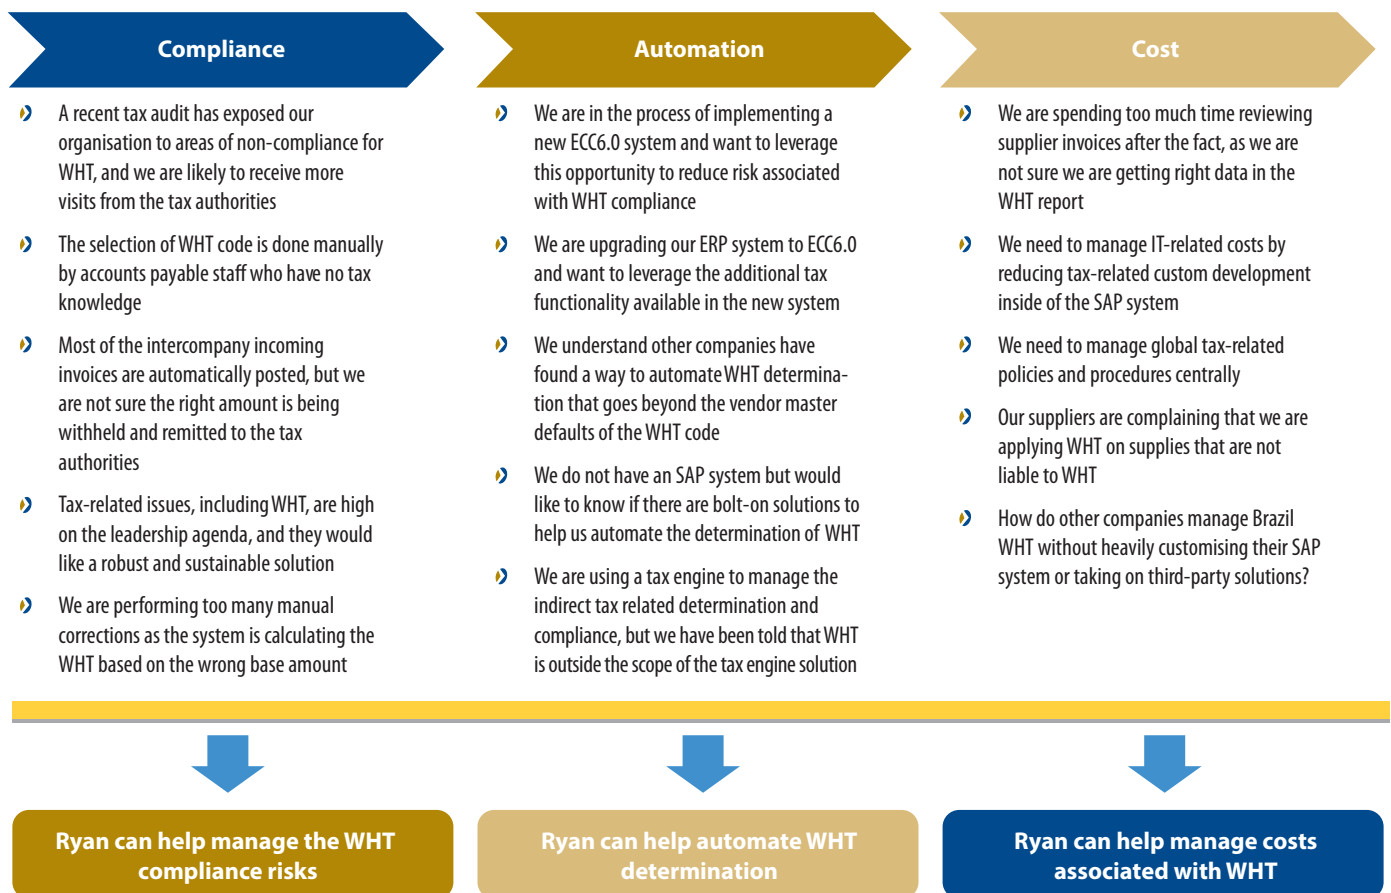 Compliance
A recent tax audit has exposed our
organisation to areas of non-compliance for
WHT, and we are likely to receive more
visits from the tax authorities
The selection of WHT code is done manually
by accounts payable staff who have no tax
knowledge
Most of the intercompany incoming
invoices are automatically posted, but we
are not sure the right amount is being
withheld and remitted to the tax
authorities
Tax-related issues, including WHT, are high
on the leadership agenda, and they would
like a robust and sustainable solution
We are performing too many manual
corrections as the system is calculating the
WHT based on the wrong base amount
Automation
We are in the process of implementing a
new ECC6.0 system and want to leverage
this opportunity to reduce risk associated
with WHT compliance
We are upgrading our ERP system to ECC6.0
and want to leverage the additional tax
functionality available in the new system
We understand other companies have
found a way to automate WHT determina-
tion that goes beyond the vendor master
defaults of the WHT code
We do not have an SAP system but would
like to know if there are bolt-on solutions to
help us automate the determination of WHT
We are using a tax engine to manage the
indirect tax related determination and
compliance, but we have been told that WHT
is outside the scope of the tax engine solution
Cost
We are spending too much time reviewing
supplier invoices after the fact, as we are
not sure we are getting right data in the
WHT report
We need to manage IT-related costs by
reducing tax-related custom development
inside of the SAP system
We need to manage global tax-related
policies and procedures centrally
Our suppliers are complaining that we are
applying WHT on supplies that are not
liable to WHT
How do other companies manage Brazil
WHT without heavily customising their SAP
system or taking on third-party solutions?
Ryan can help manage the WHT
compliance risks
Ryan can help automate WHT
determination
Ryan can help manage costs
associated with WHT